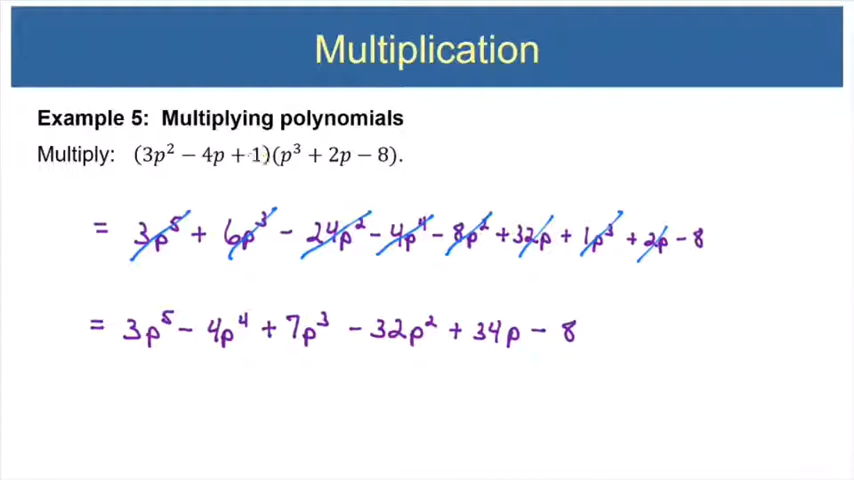 Multiplication
Example 5: Multiplying polynomials
Multiply: (3p² − 4p + 1)(p³ + 2p − 8).
= 3p⁵ + 6p³ - 24p² - 4p⁴ - 8p² + 32p + 1p³ + 2p - 8
= 3p⁵ - 4p⁴ + 7p³ - 32p² + 34p - 8